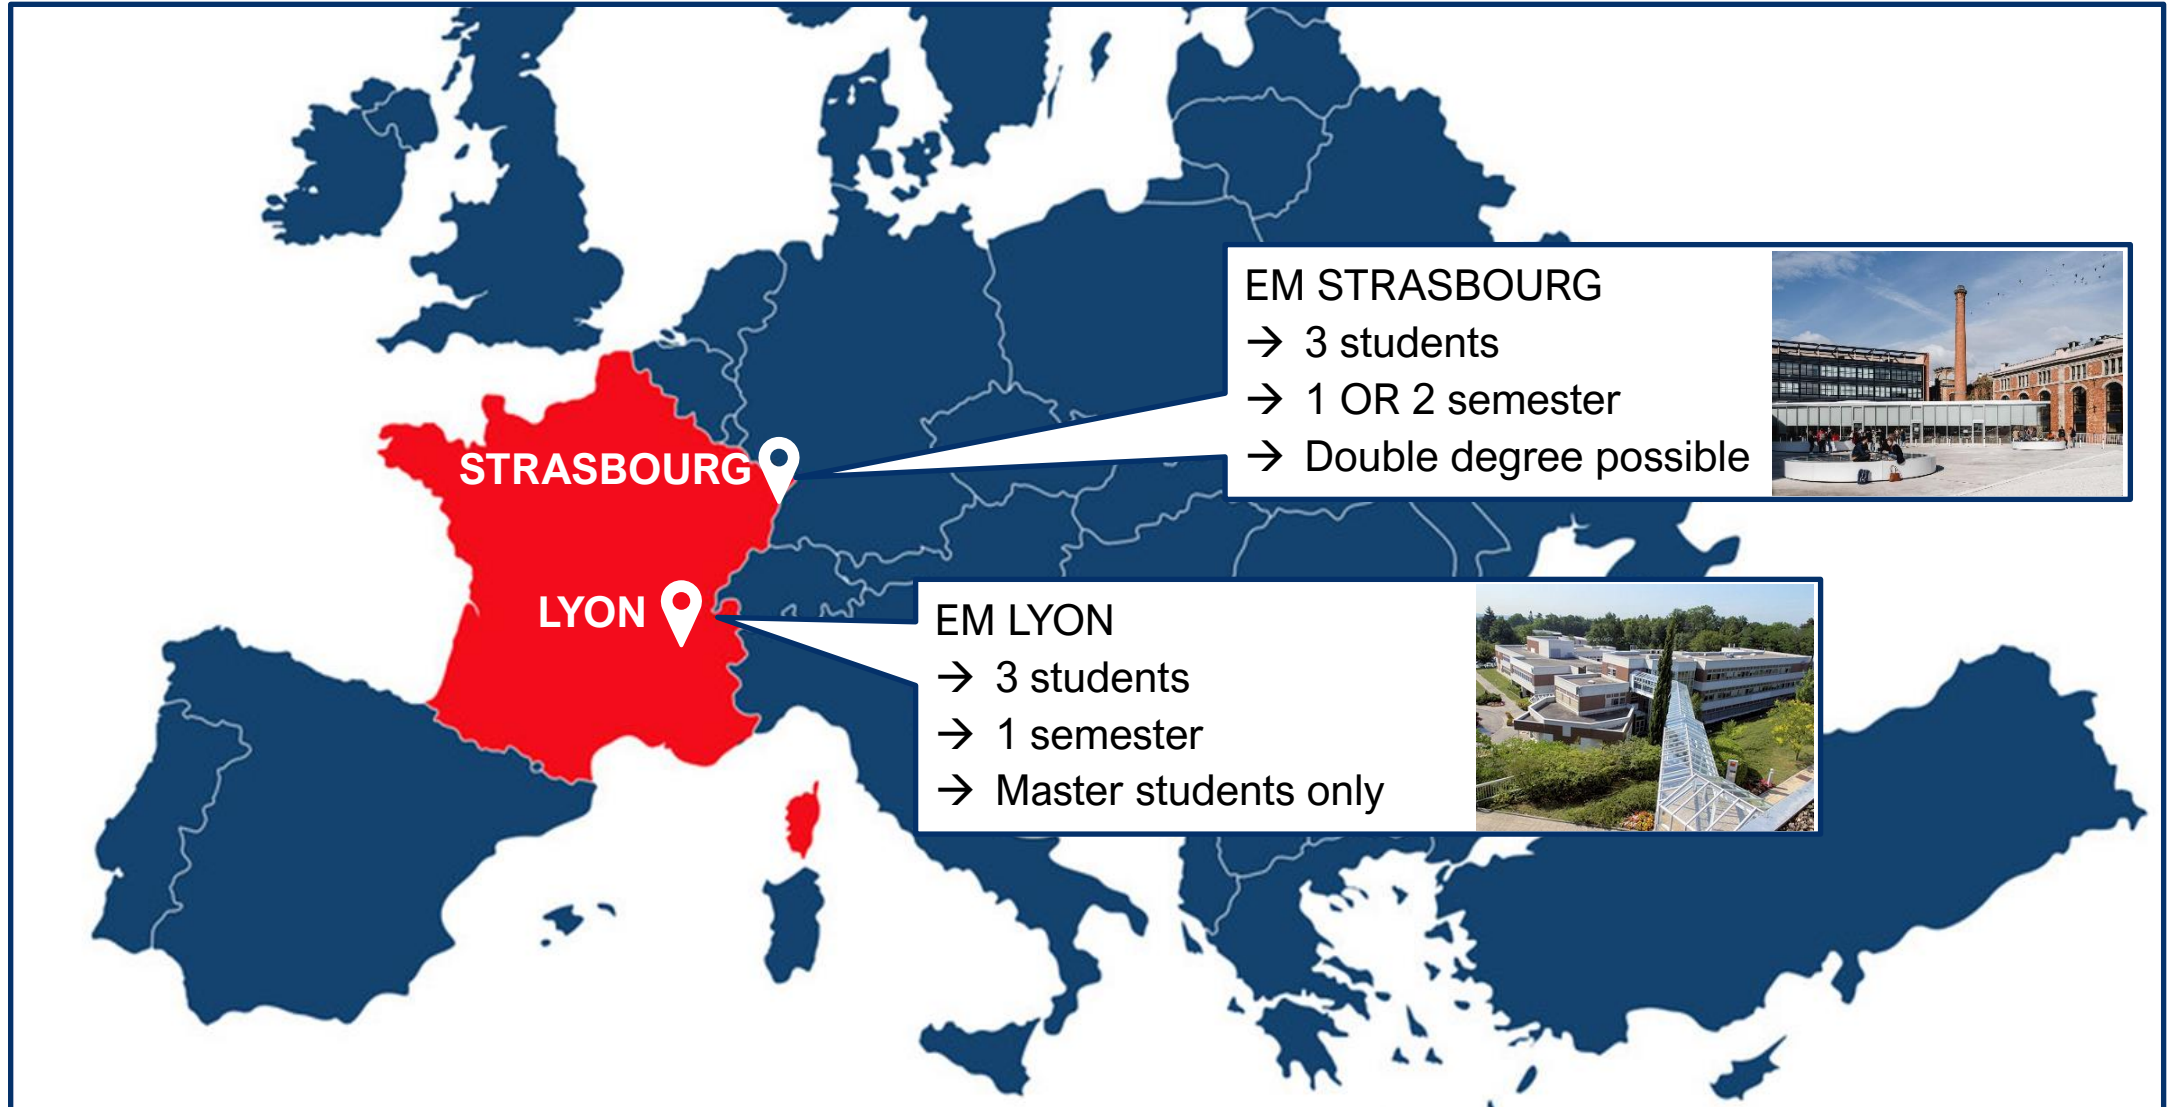 EM STRASBOURG
→ 3 students
→ 1 OR 2 semester
→ Double degree possible
STRASBOURG
LYON
EM LYON
→ 3 students
→ 1 semester
→ Master students only